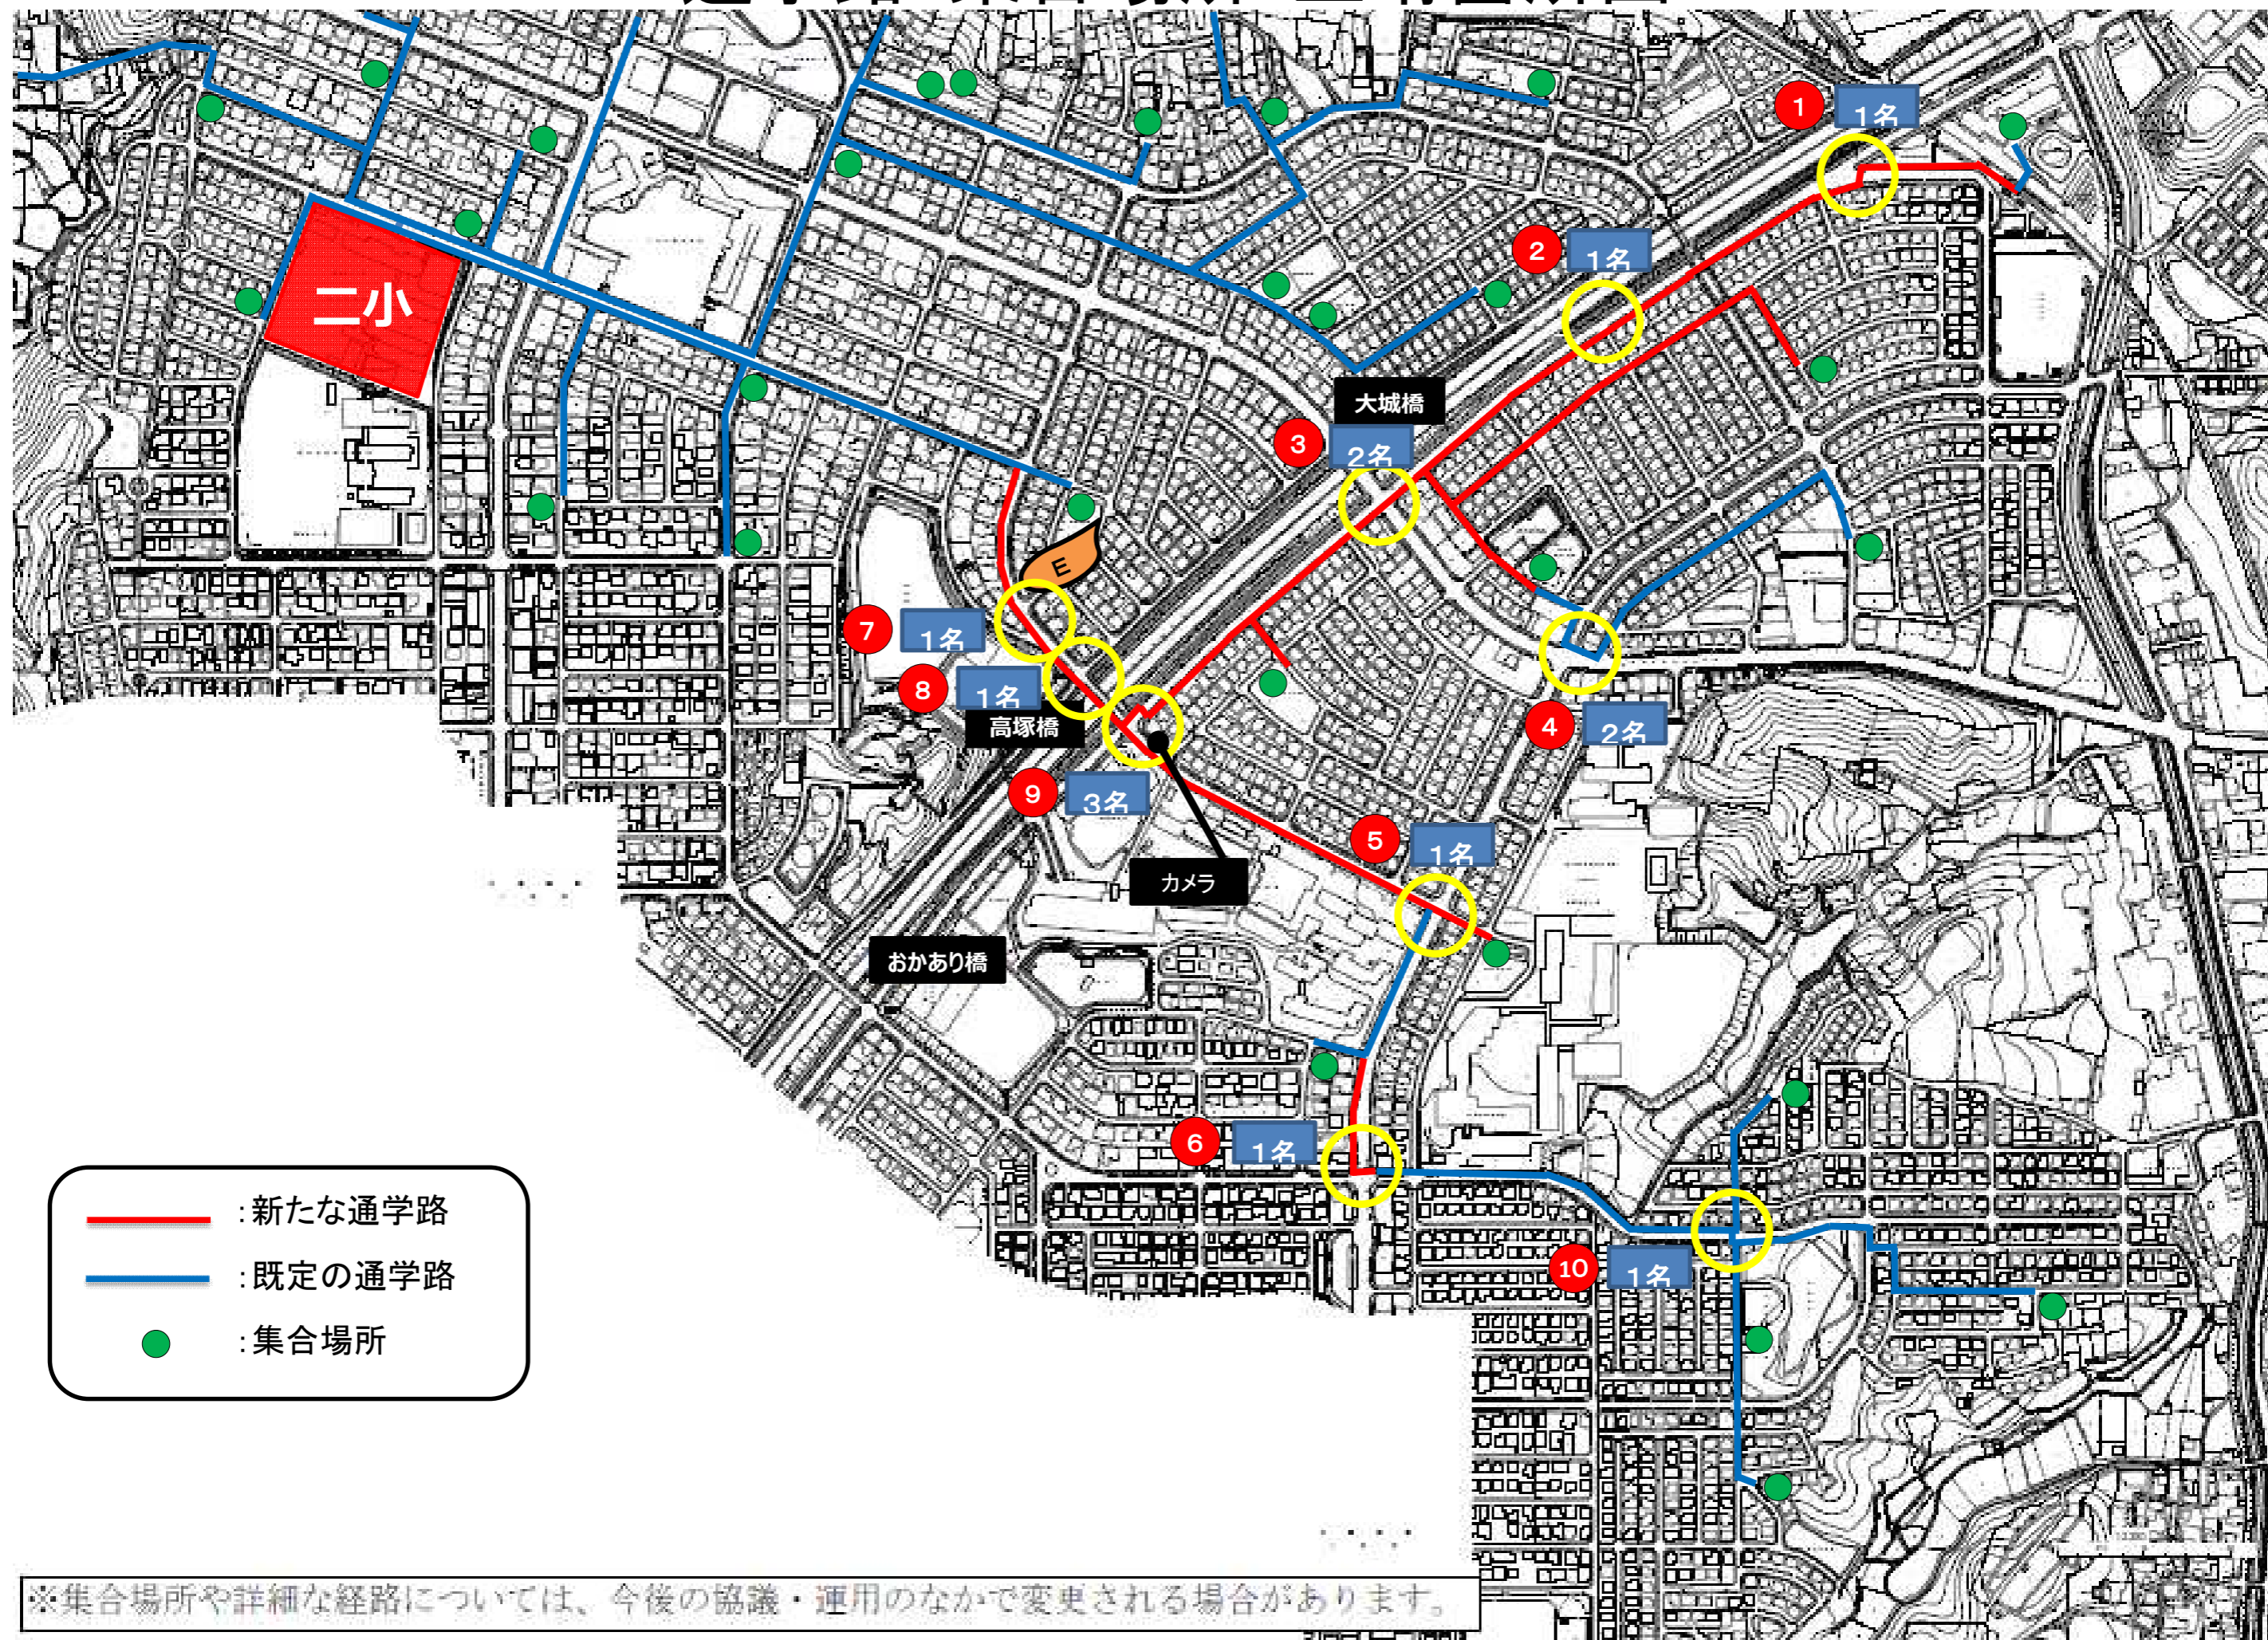 1
1名
2
1名
二小
大城橋
3
2名
E
7
1名
8
1名
高塚橋
4
2名
9
3名
5
1名
カメラ
おかあり橋
6
1名
:新たな通学路
:既定の通学路
10
1名
:集合場所
※集合場所や詳細な経路については、今後の協議・運用のなかで変更される場合があります。